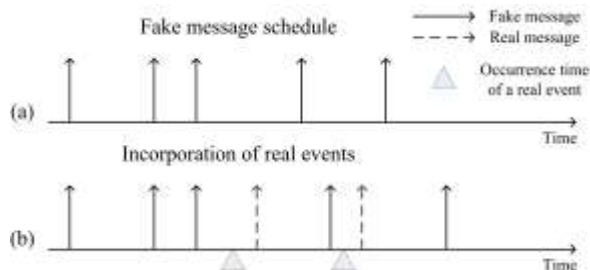 Fake message schedule
Fake message
Real message
Occurrence time
of a real event
(a)
Time
Incorporation of real events
(b)
Time